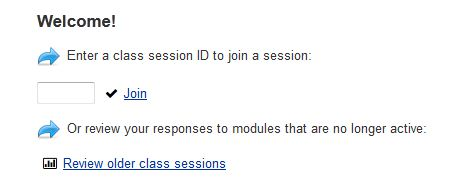 Welcome!
Enter a class session ID to join a session:
Join
Or review your responses to modules that are no longer active:
Review older class sessions